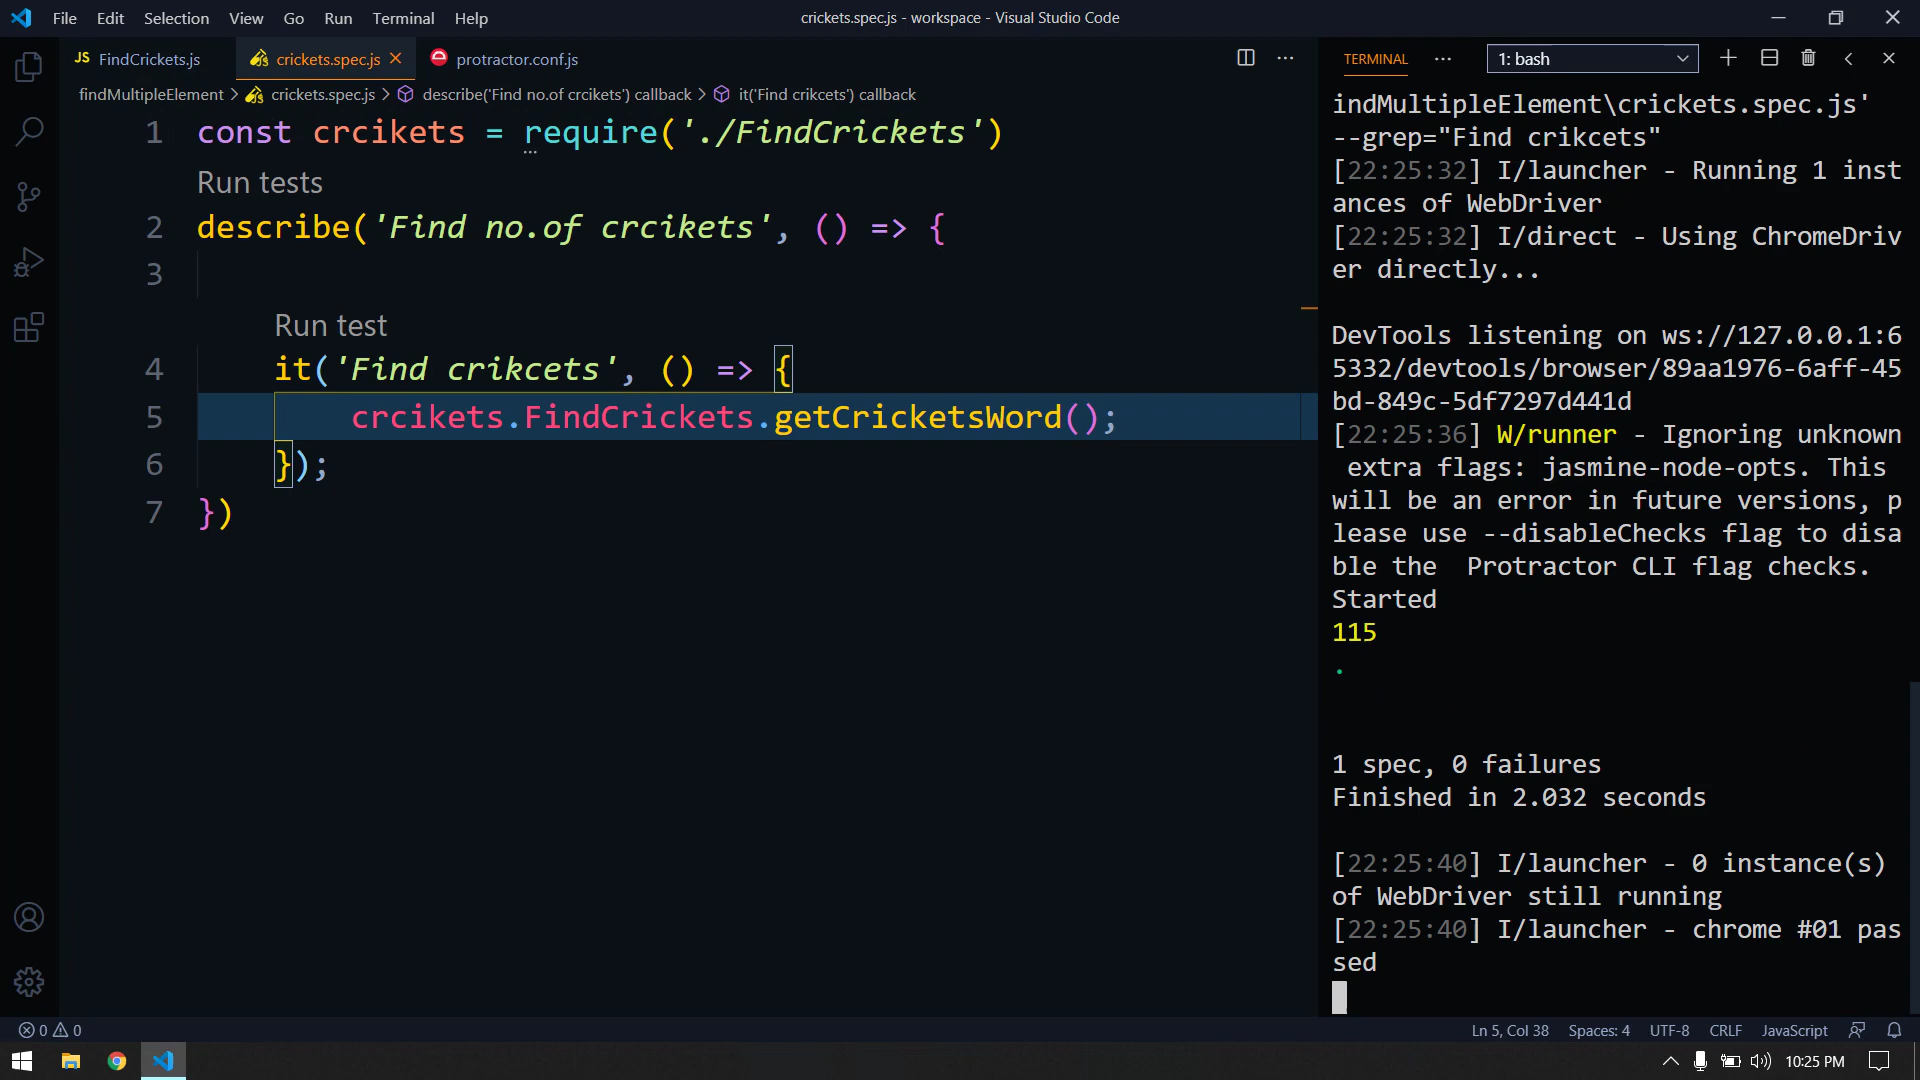 File Edit Selection View Go Run Terminal Help
crickets.spec.js - workspace - Visual Studio Code
JS FindCrickets.js
crickets.spec.js
protractor.conf.js
findMultipleElement > crickets.spec.js > describe('Find no.of crcikets') callback > it('Find crikcets') callback
1 const crcikets = require('./FindCrickets')
Run tests
2 describe('Find no.of crcikets', () => {
3
Run test
4 it('Find crikcets', () => {
5 crcikets.FindCrickets.getCricketsWord();
6 });
7 })
TERMINAL
1: bash
indMultipleElement\crickets.spec.js'
--grep="Find crikcets"
[22:25:32] I/launcher - Running 1 inst
ances of WebDriver
[22:25:32] I/direct - Using ChromeDriv
er directly...
DevTools listening on ws://127.0.0.1:6
5332/devtools/browser/89aa1976-6aff-45
bd-849c-5df7297d441d
[22:25:36] W/runner - Ignoring unknown
extra flags: jasmine-node-opts. This
will be an error in future versions, p
lease use --disableChecks flag to disa
ble the  Protractor CLI flag checks.
Started
115
.
1 spec, 0 failures
Finished in 2.032 seconds
[22:25:40] I/launcher - 0 instance(s)
of WebDriver still running
[22:25:40] I/launcher - chrome #01 pas
sed
0 0
Ln 5, Col 38 Spaces: 4 UTF-8 CRLF JavaScript
10:25 PM